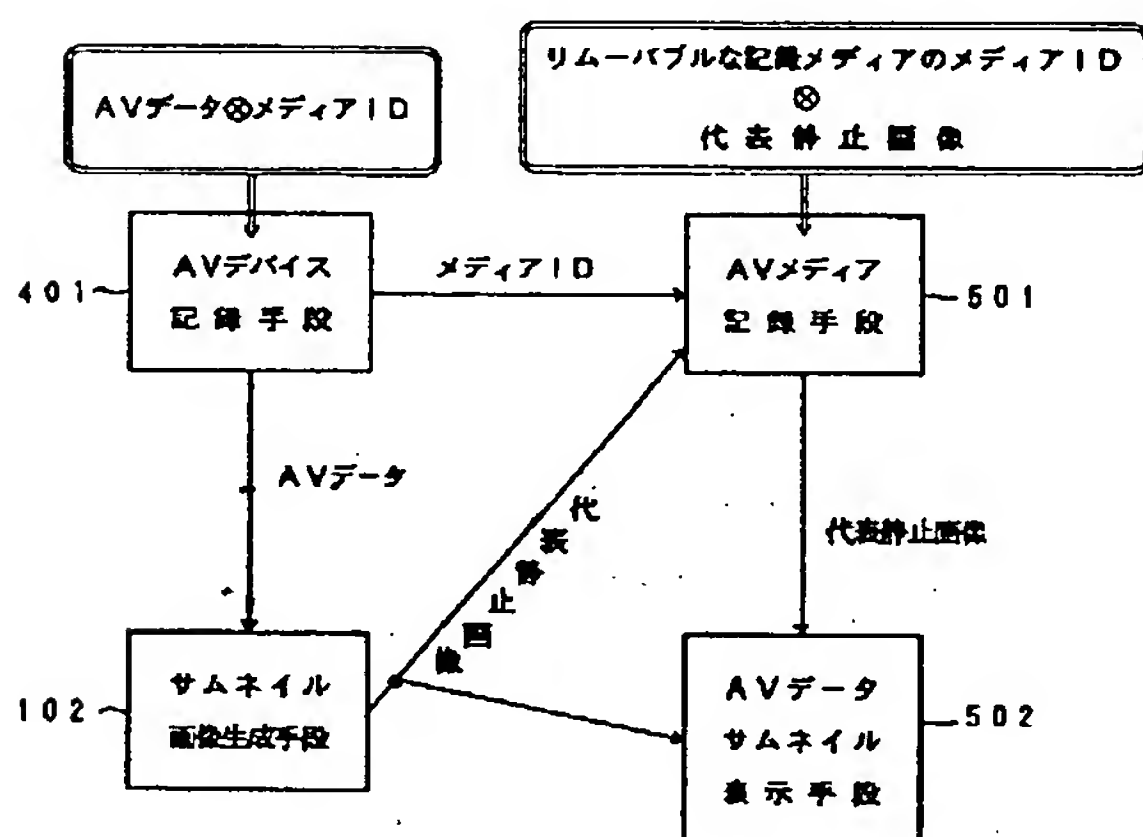 AVデータ⊗メディアID
リムーバブルな記録メディアのメディアID
⊗
代表静止画像
401
AVデバイス
記録手段
メディアID
AVメディア
記録手段
501
AVデータ
代表静止画像
代表静止画像
102
サムネイル
画像生成手段
AVデータ
サムネイル
表示手段
502